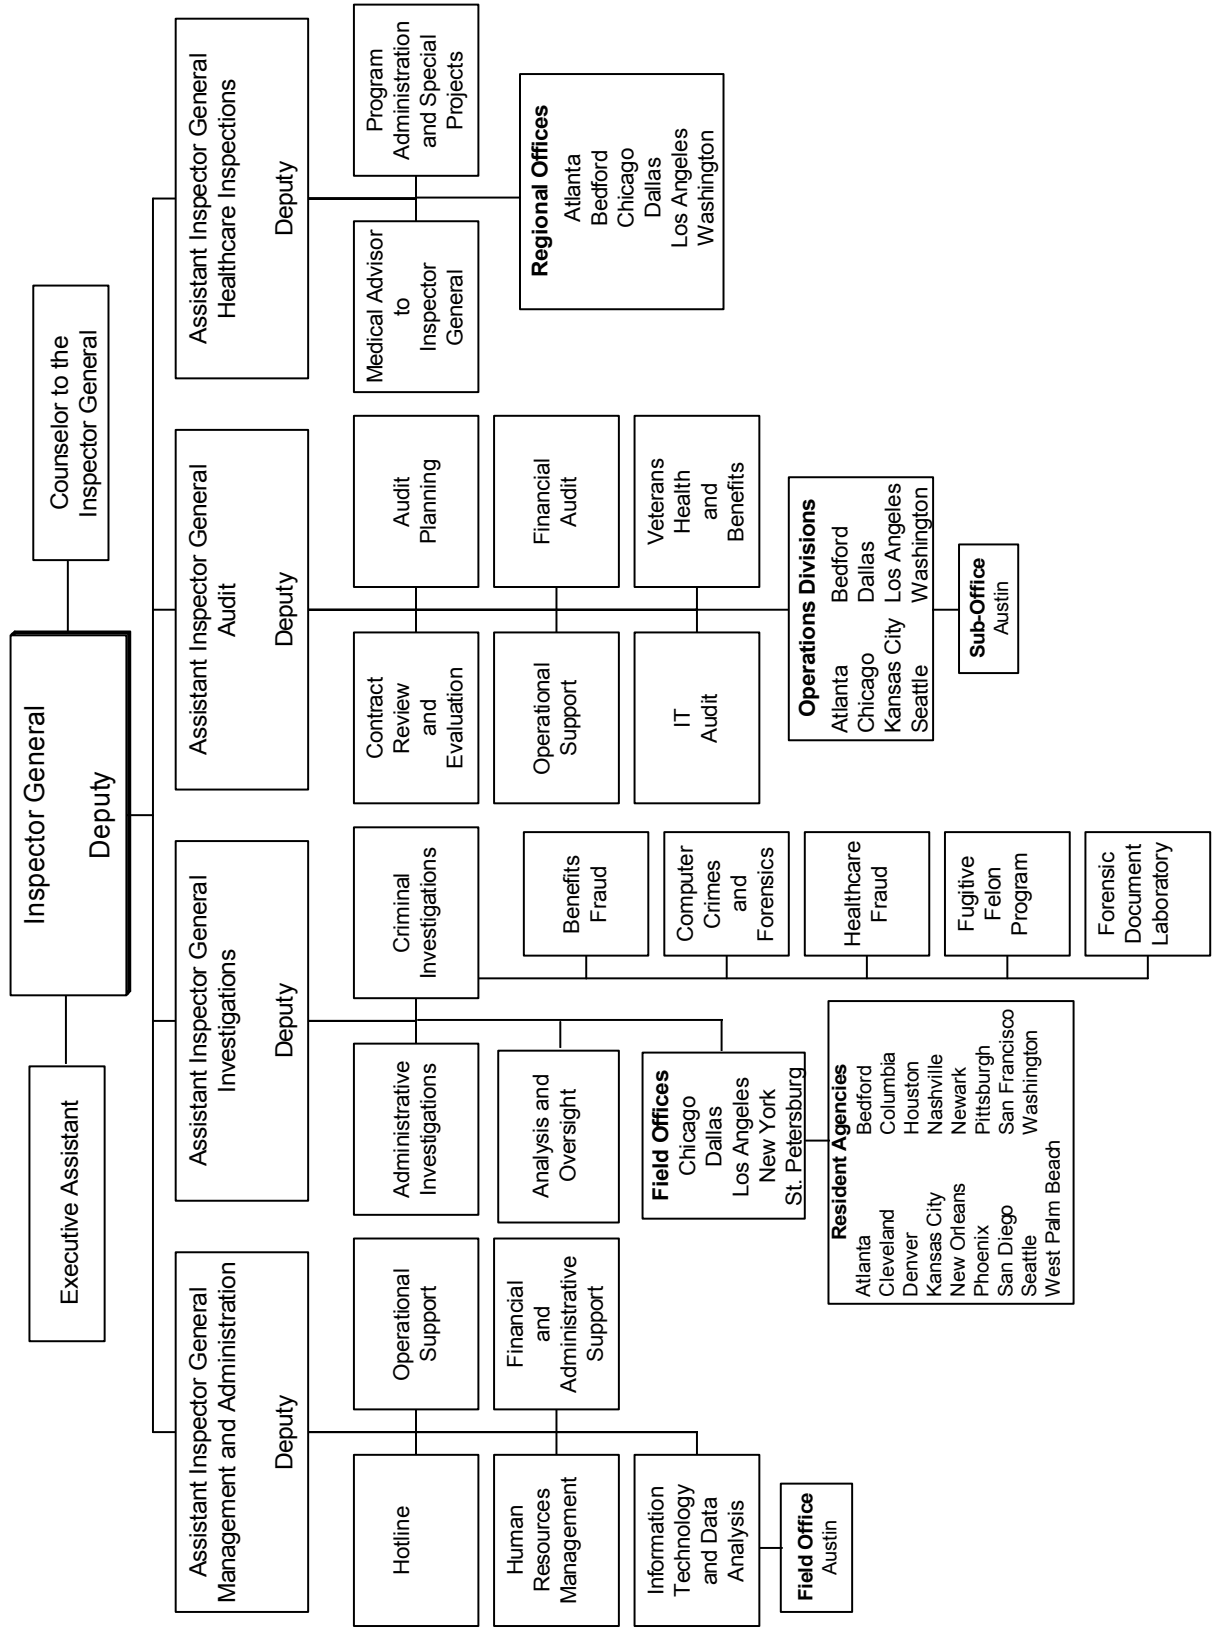 Inspector General
Deputy
Executive Assistant
Counselor to the
Inspector General
Assistant Inspector General
Management and Administration
Deputy
Hotline
Operational
Support
Human
Resources
Management
Financial
and
Administrative
Support
Information
Technology
and Data
Analysis
Field Office
Austin
Assistant Inspector General
Investigations
Deputy
Administrative
Investigations
Criminal
Investigations
Analysis and
Oversight
Benefits
Fraud
Computer
Crimes
and
Forensics
Healthcare
Fraud
Fugitive
Felon
Program
Forensic
Document
Laboratory
Field Offices
Chicago
Dallas
Los Angeles
New York
St. Petersburg
Resident Agencies
Atlanta Bedford
Cleveland Columbia
Denver Houston
Kansas City Nashville
New Orleans Newark
Phoenix Pittsburgh
San Diego San Francisco
Seattle Washington
West Palm Beach
Assistant Inspector General
Audit
Deputy
Contract
Review
and
Evaluation
Audit
Planning
Operational
Support
Financial
Audit
IT
Audit
Veterans
Health
and
Benefits
Operations Divisions
Atlanta Bedford
Chicago Dallas
Kansas City Los Angeles
Seattle Washington
Sub-Office
Austin
Assistant Inspector General
Healthcare Inspections
Deputy
Medical Advisor
to
Inspector
General
Program
Administration
and Special
Projects
Regional Offices
Atlanta
Bedford
Chicago
Dallas
Los Angeles
Washington